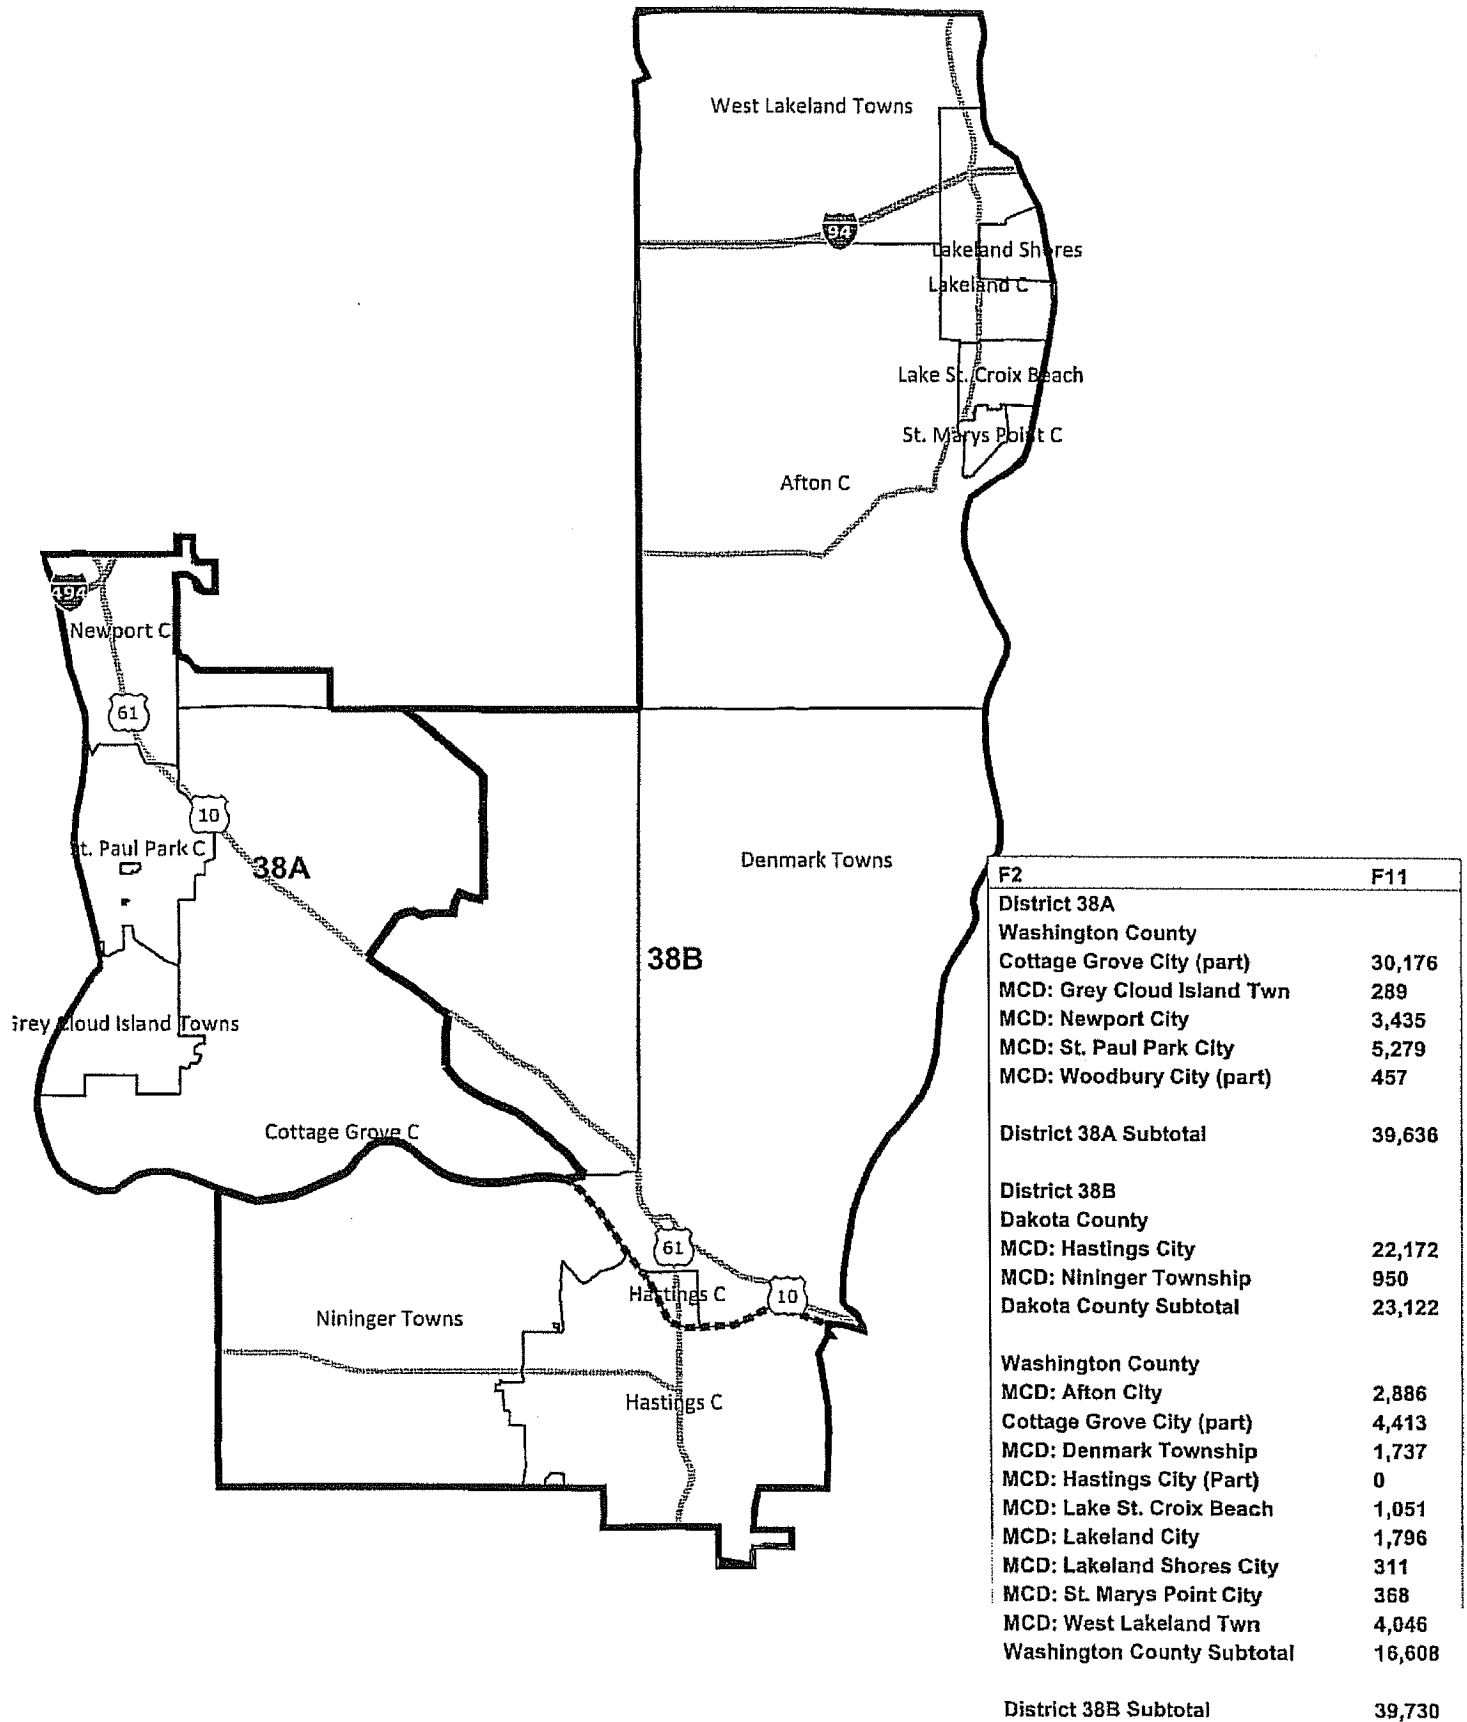 West Lakeland Towns
94
Lakeland Shores
Lakeland C
Lake St. Croix Beach
St. Marys Point C
Afton C
494
Newport C
61
10
St. Paul Park C
38A
Denmark Towns
38B
Grey Cloud Island Towns
Cottage Grove C
61
Hastings C
10
Nininger Towns
Hastings C
F2 F11
District 38A
Washington County
Cottage Grove City (part) 30,176
MCD: Grey Cloud Island Twn 289
MCD: Newport City 3,435
MCD: St. Paul Park City 5,279
MCD: Woodbury City (part) 457
District 38A Subtotal 39,636
District 38B
Dakota County
MCD: Hastings City 22,172
MCD: Nininger Township 950
Dakota County Subtotal 23,122
Washington County
MCD: Afton City 2,886
Cottage Grove City (part) 4,413
MCD: Denmark Township 1,737
MCD: Hastings City (Part) 0
MCD: Lake St. Croix Beach 1,051
MCD: Lakeland City 1,796
MCD: Lakeland Shores City 311
MCD: St. Marys Point City 368
MCD: West Lakeland Twn 4,046
Washington County Subtotal 16,608
District 38B Subtotal 39,730